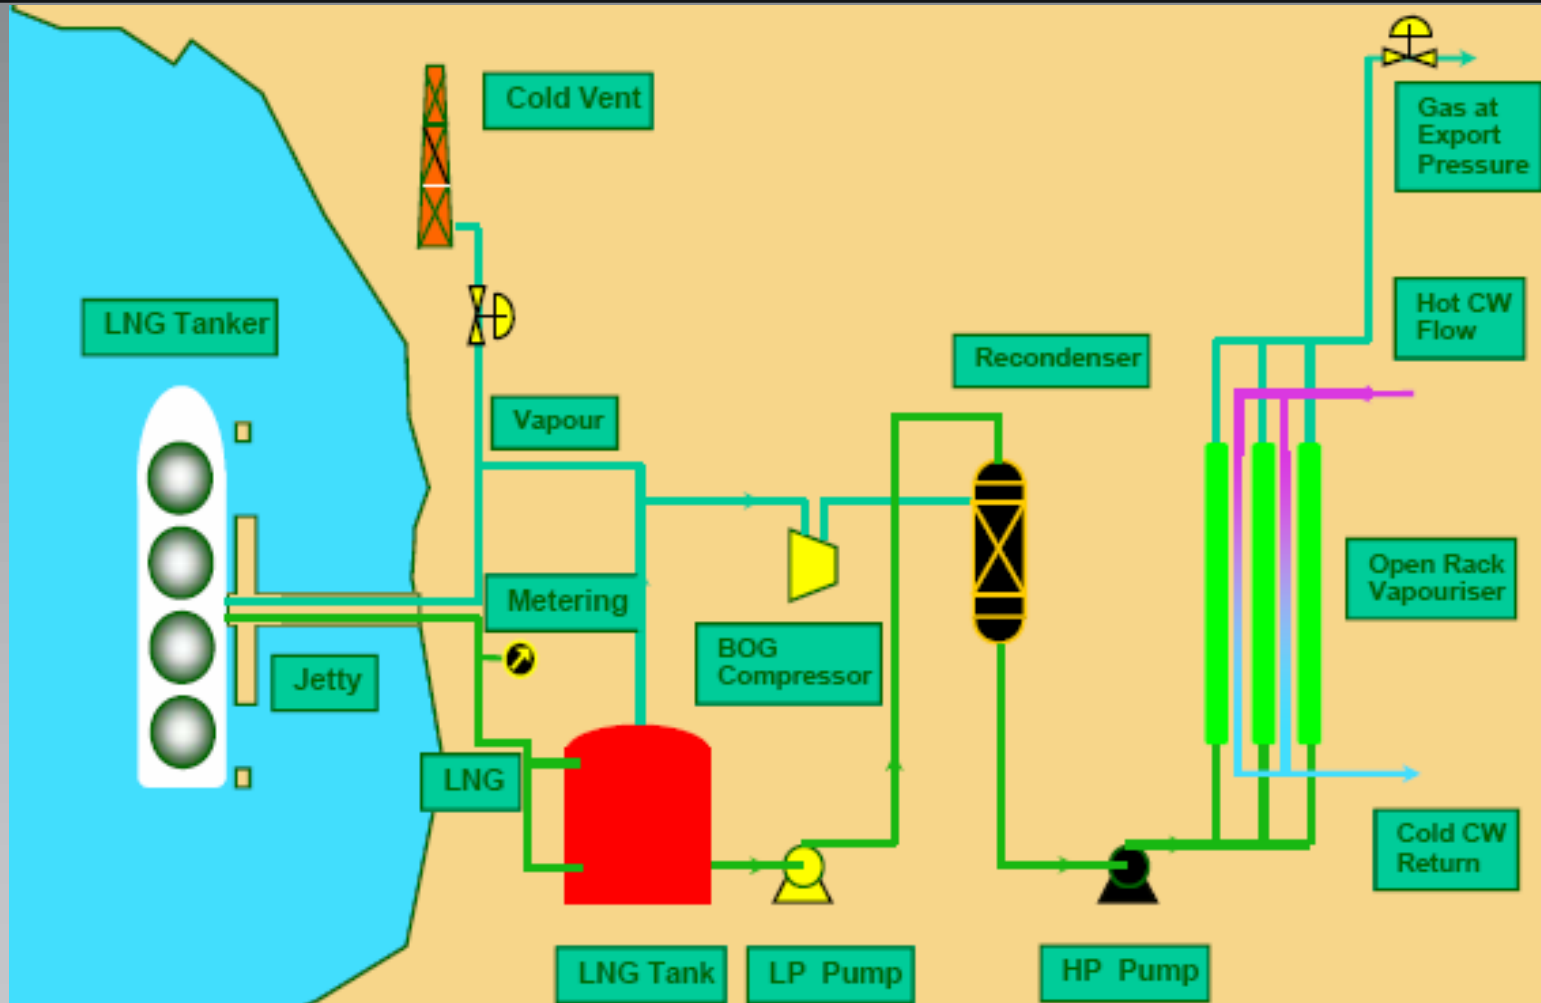 Cold Vent
Gas at
Export
Pressure
LNG Tanker
Hot CW
Flow
Recondenser
Vapour
Open Rack
Vapouriser
Metering
BOG
Compressor
Jetty
LNG
Cold CW
Return
LNG Tank
LP Pump
HP Pump